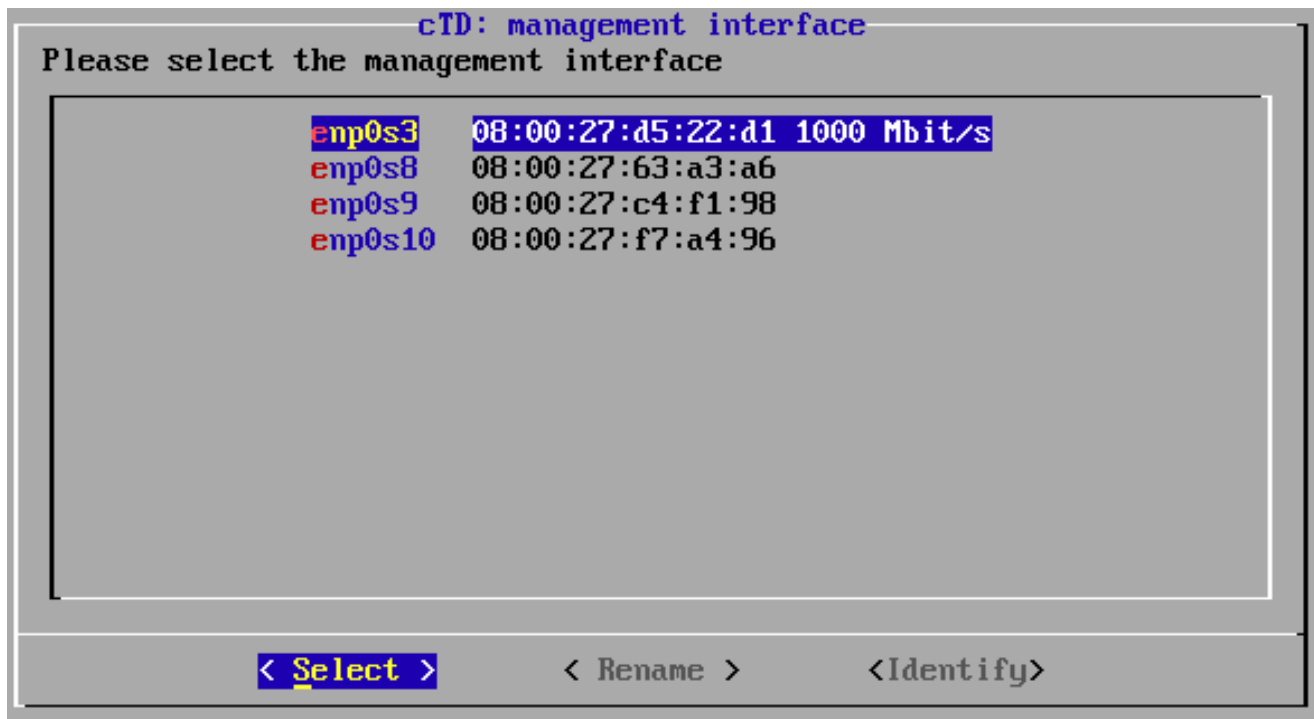 cTD: management interface
Please select the management interface
enp0s3 08:00:27:d5:22:d1 1000 Mbit/s
enp0s8 08:00:27:63:a3:a6
enp0s9 08:00:27:c4:f1:98
enp0s10 08:00:27:f7:a4:96
< Select > < Rename > <Identify>